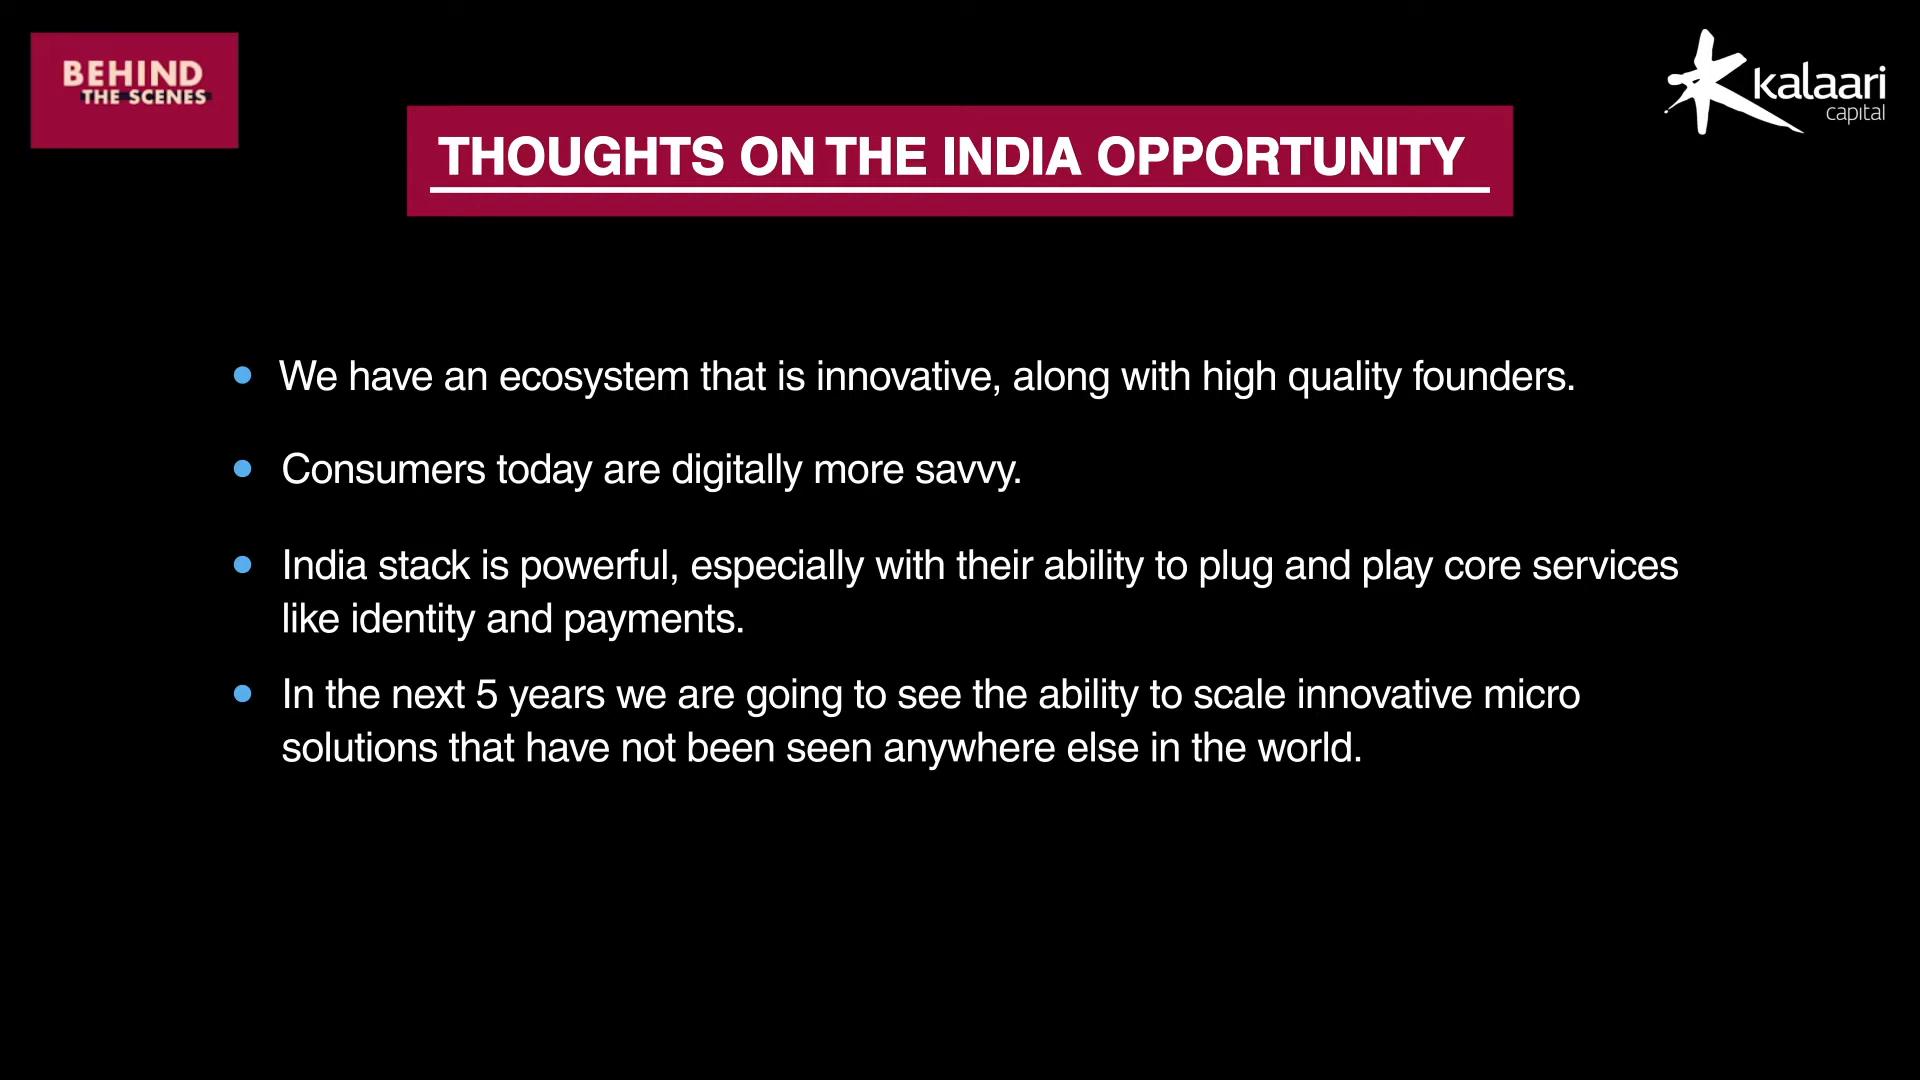 BEHIND
THE SCENES
kalaari
capital
THOUGHTS ON THE INDIA OPPORTUNITY
We have an ecosystem that is innovative, along with high quality founders.
Consumers today are digitally more savvy.
India stack is powerful, especially with their ability to plug and play core services
like identity and payments.
In the next 5 years we are going to see the ability to scale innovative micro
solutions that have not been seen anywhere else in the world.